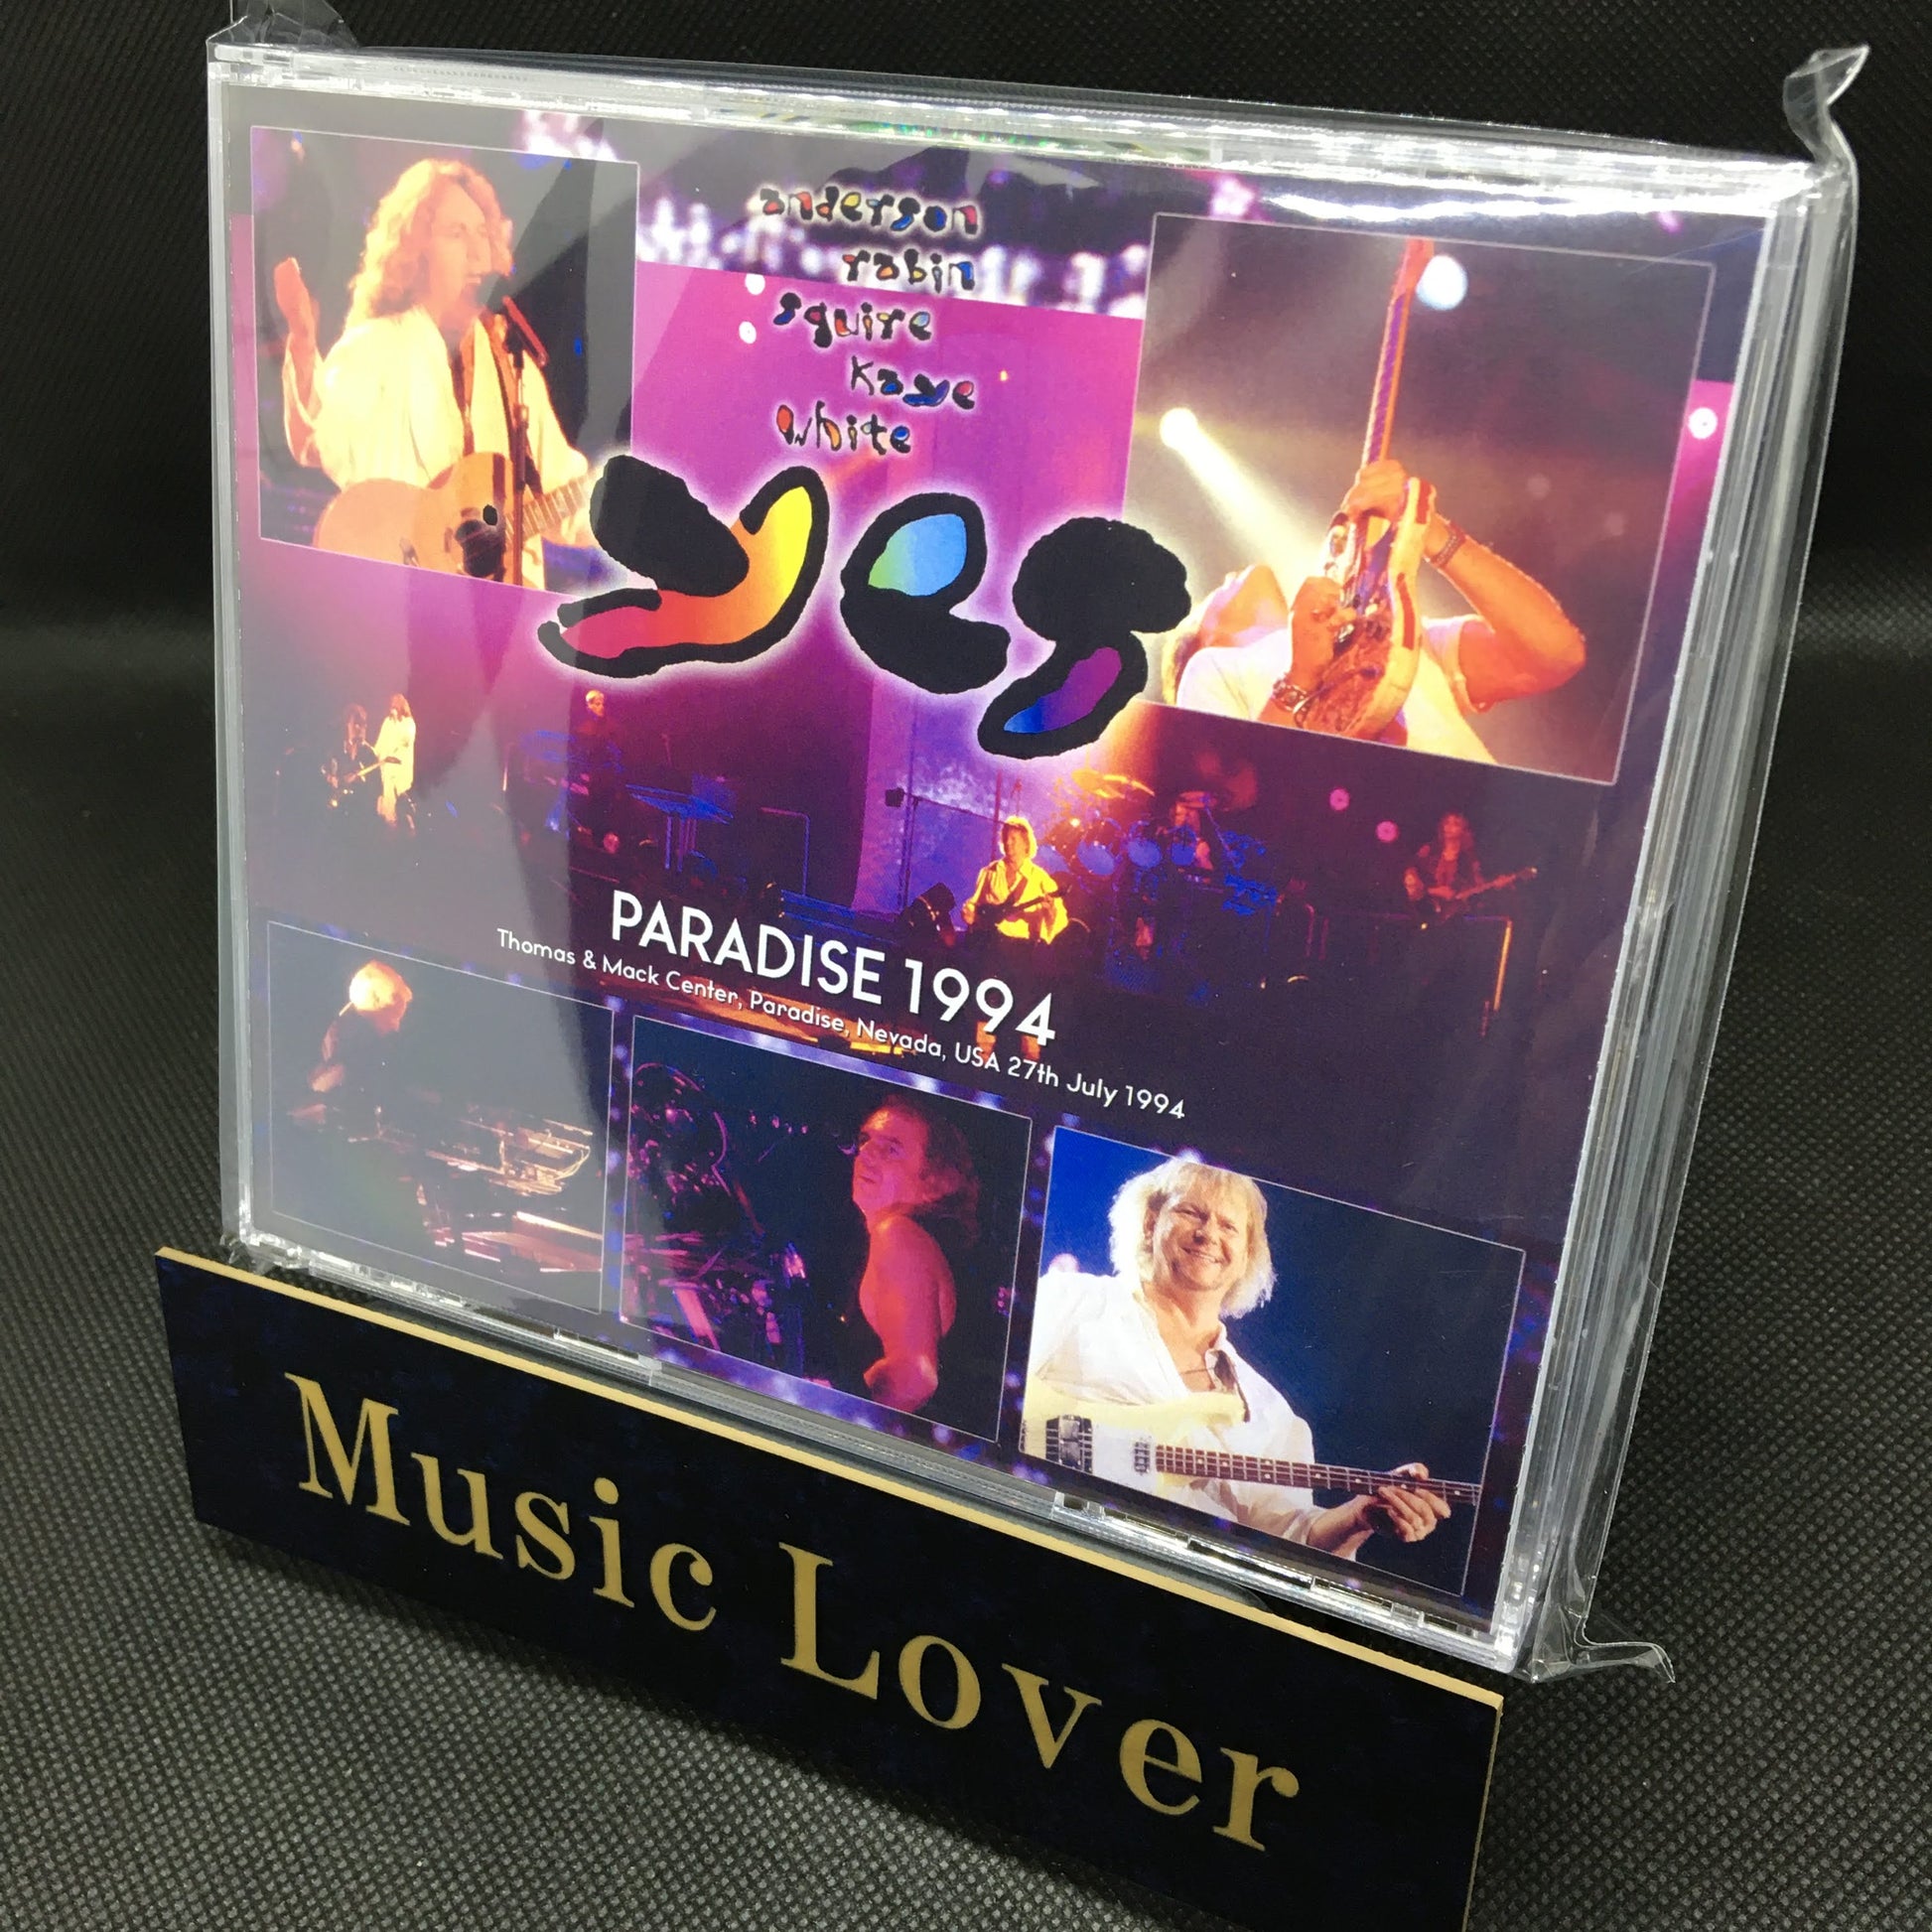 anderson
rabin
squire
kaye
white
yes
PARADISE 1994
Thomas & Mack Center, Paradise, Nevada, USA 27th July 1994
Music Lover